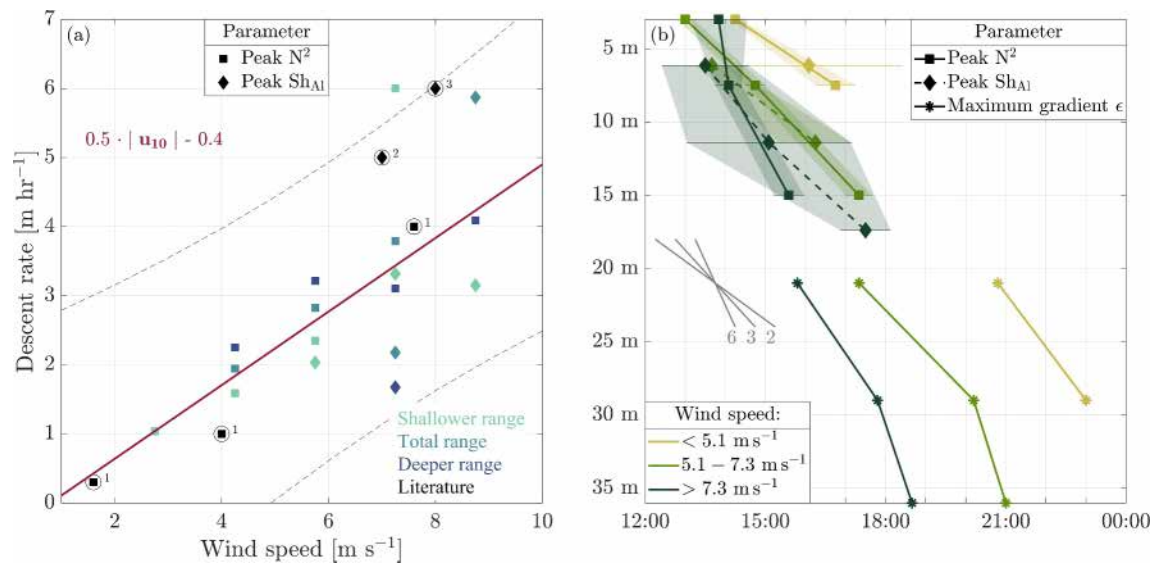 (a)
Parameter
Peak N²
Peak Sh_Al
0.5 · | u₁₀ | - 0.4
3
2
1
1
1
Shallower range
Total range
Deeper range
Literature
7
6
5
4
3
2
1
0
Descent rate [m hr⁻¹]
2
4
6
8
10
Wind speed [m s⁻¹]
(b)
Parameter
Peak N²
Peak Sh_Al
Maximum gradient ϵ
5 m
10 m
15 m
20 m
25 m
30 m
35 m
6 3 2
Wind speed:
< 5.1 m s⁻¹
5.1 − 7.3 m s⁻¹
> 7.3 m s⁻¹
12:00
15:00
18:00
21:00
00:00